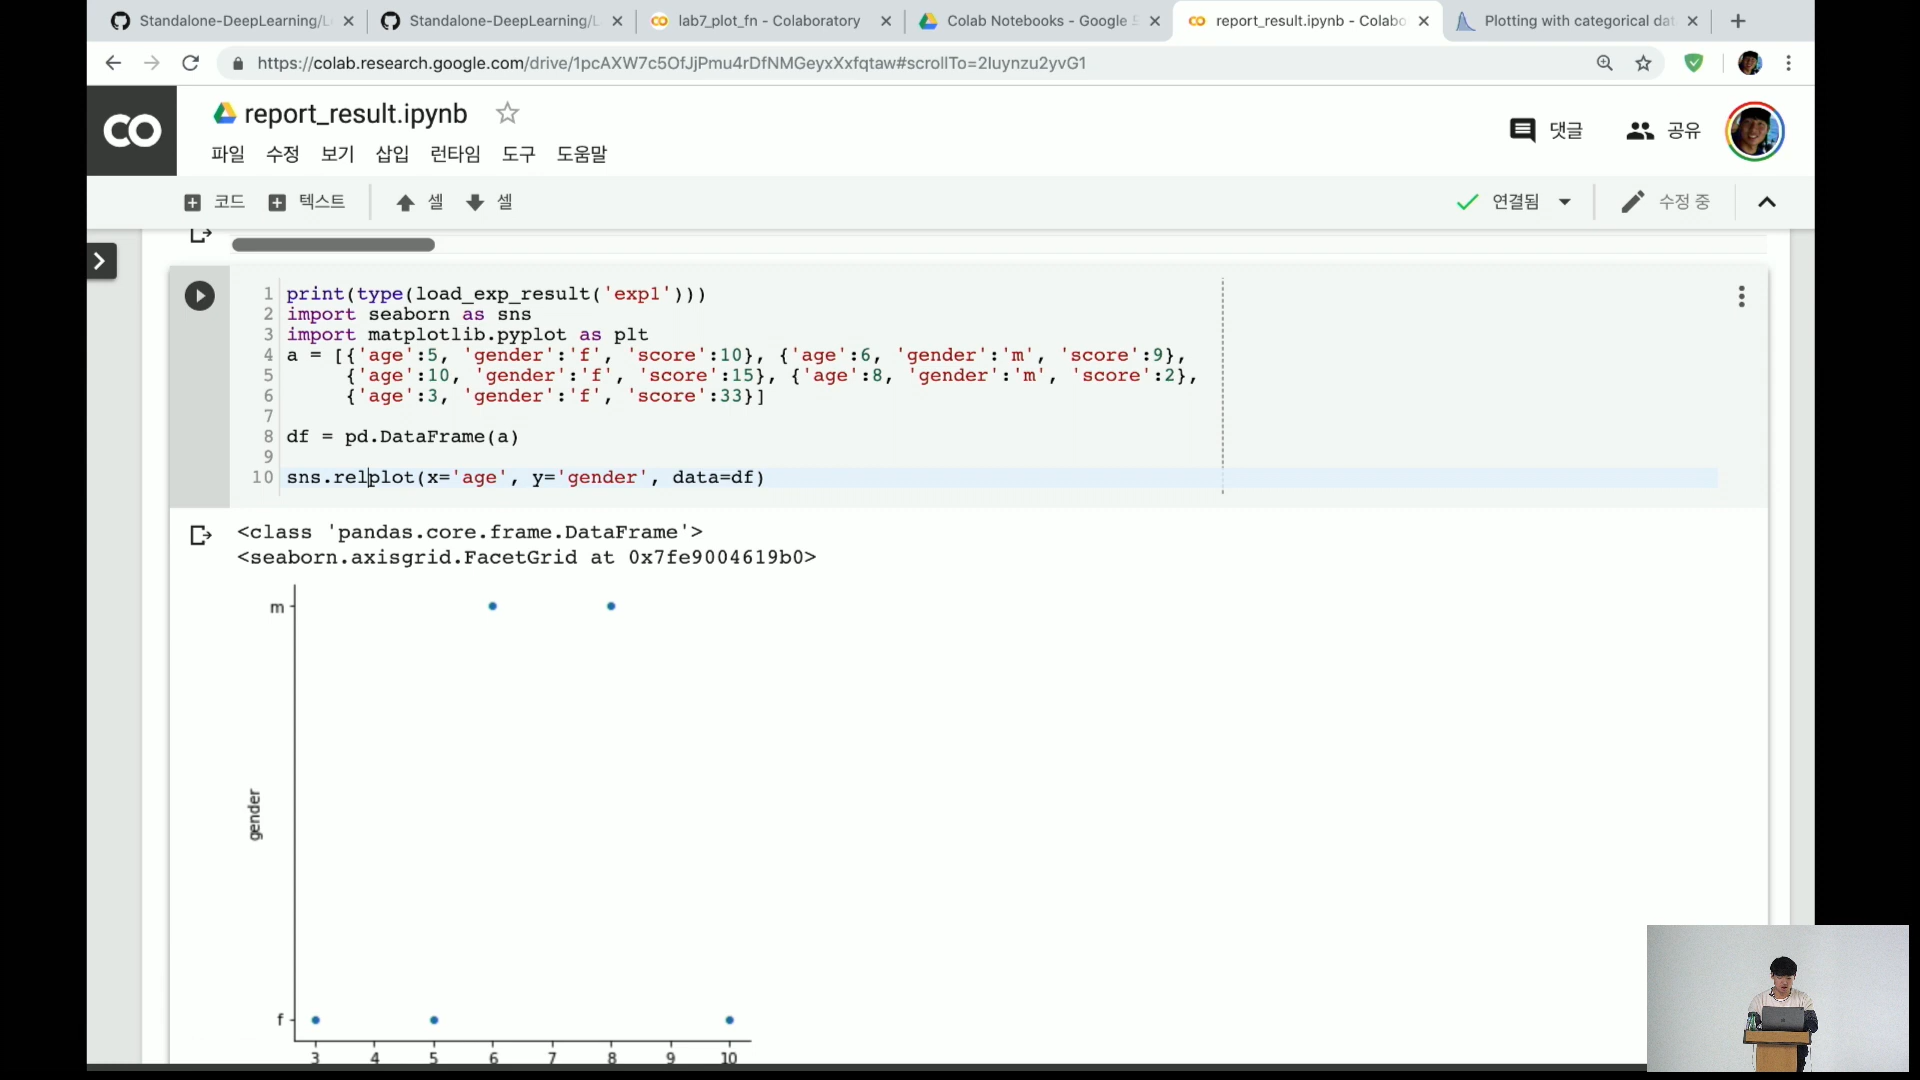 Standalone-DeepLearning/L
Standalone-DeepLearning/L
lab7_plot_fn - Colaboratory
Colab Notebooks - Google
report_result.ipynb - Colabo
Plotting with categorical dat
https://colab.research.google.com/drive/1pcAXW7c5OfJjPmu4rDfNMGeyxXxfqtaw#scrollTo=2Iuynzu2yvG1
CO
report_result.ipynb
댓글
공유
파일 수정 보기 삽입 런타임 도구 도움말
코드 텍스트 셀 셀
연결됨
수정 중
1 print(type(load_exp_result('exp1')))
2 import seaborn as sns
3 import matplotlib.pyplot as plt
4 a = [{'age':5, 'gender':'f', 'score':10}, {'age':6, 'gender':'m', 'score':9},
5 {'age':10, 'gender':'f', 'score':15}, {'age':8, 'gender':'m', 'score':2},
6 {'age':3, 'gender':'f', 'score':33}]
7
8 df = pd.DataFrame(a)
9
10 sns.relplot(x='age', y='gender', data=df)
<class 'pandas.core.frame.DataFrame'>
<seaborn.axisgrid.FacetGrid at 0x7fe9004619b0>
m
gender
f
3 4 5 6 7 8 9 10